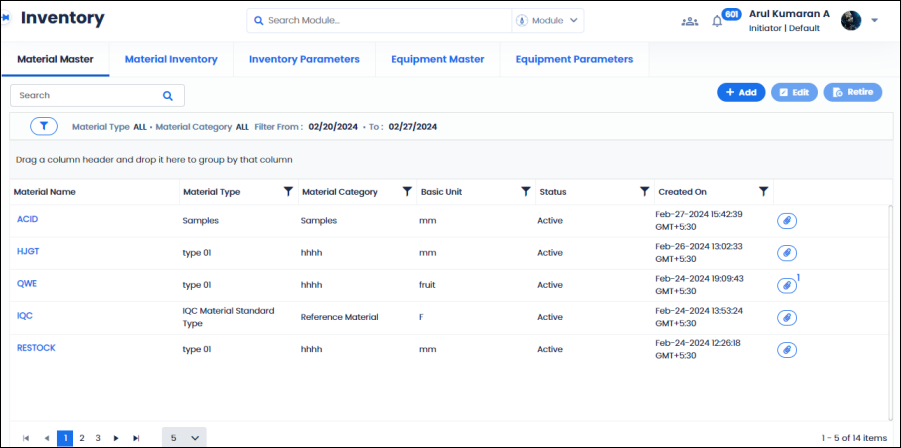 Inventory
Search Module...
Module
601
Arul Kumaran A
Initiator | Default
Material Master
Material Inventory
Inventory Parameters
Equipment Master
Equipment Parameters
Search
+ Add
Edit
Retire
Material Type ALL • Material Category ALL Filter From : 02/20/2024 • To : 02/27/2024
Drag a column header and drop it here to group by that column
Material Name Material Type Material Category Basic Unit Status Created On
ACID Samples Samples mm Active Feb-27-2024 15:42:39
GMT+5:30
HJGT type 01 hhhh mm Active Feb-26-2024 13:02:33
GMT+5:30
QWE type 01 hhhh fruit Active Feb-24-2024 19:09:43 1
GMT+5:30
IQC IQC Material Standard Reference Material F Active Feb-24-2024 13:53:24
Type GMT+5:30
RESTOCK type 01 hhhh mm Active Feb-24-2024 12:26:18
GMT+5:30
1 2 3 5 1 - 5 of 14 items